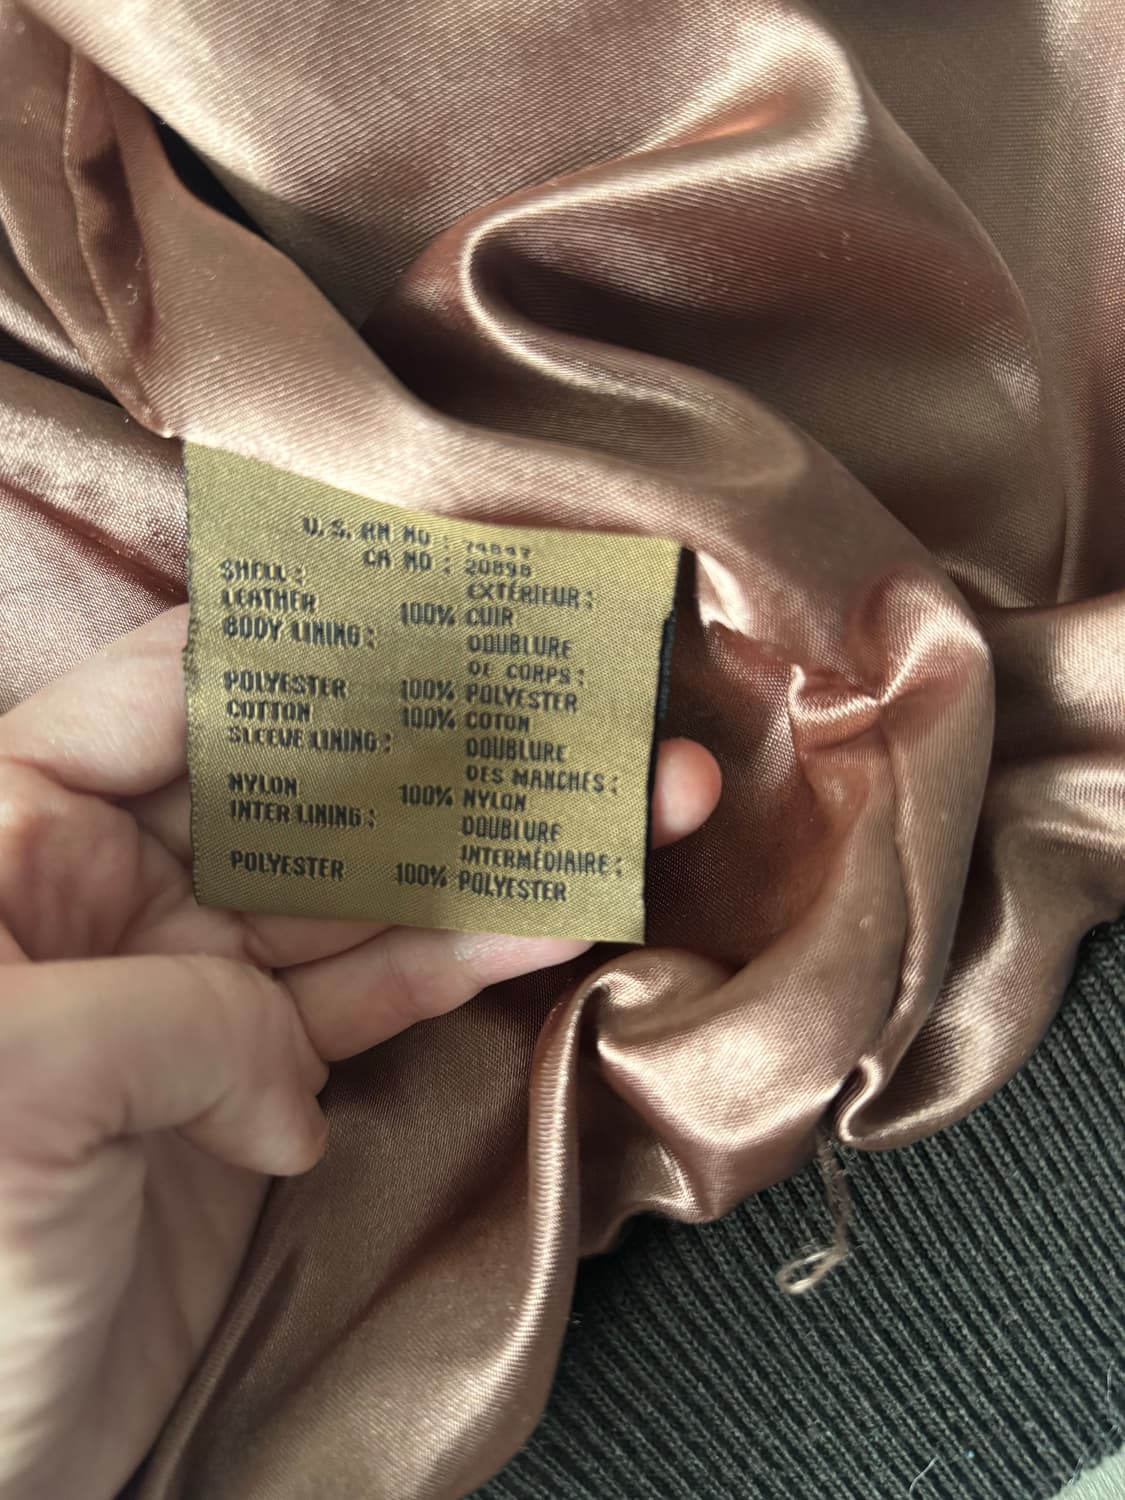 U.S. RN NO : 74847
CA NO : 20898
SHELL : EXTÉRIEUR :
LEATHER 100% CUIR
BODY LINING : DOUBLURE
DE CORPS :
POLYESTER 100% POLYESTER
COTTON 100% COTON
SLEEVE LINING : DOUBLURE
DES MANCHES :
NYLON 100% NYLON
INTER LINING : DOUBLURE
INTERMÉDIAIRE :
POLYESTER 100% POLYESTER